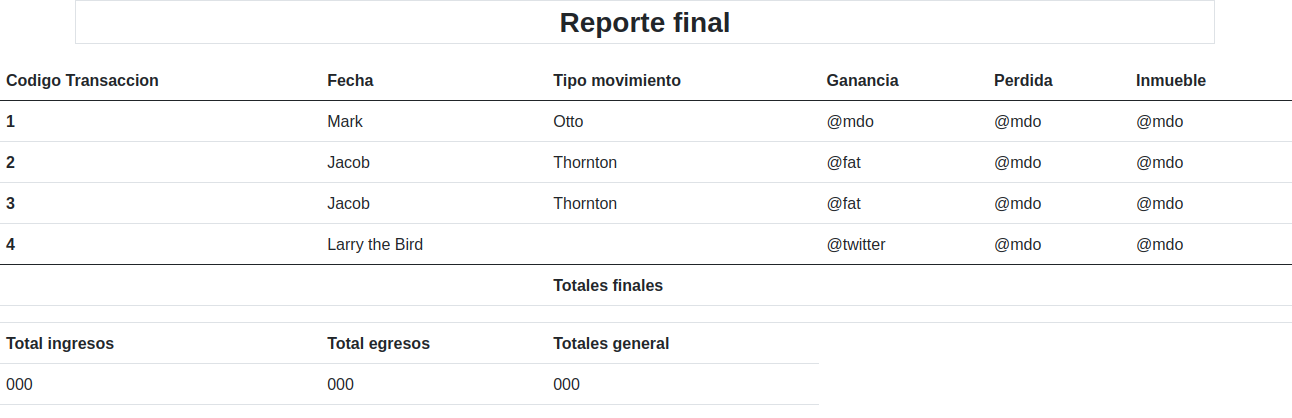 Reporte final
Codigo Transaccion Fecha Tipo movimiento Ganancia Perdida Inmueble
1 Mark Otto @mdo @mdo @mdo
2 Jacob Thornton @fat @mdo @mdo
3 Jacob Thornton @fat @mdo @mdo
4 Larry the Bird @twitter @mdo @mdo
Totales finales
Total ingresos Total egresos Totales general
000 000 000